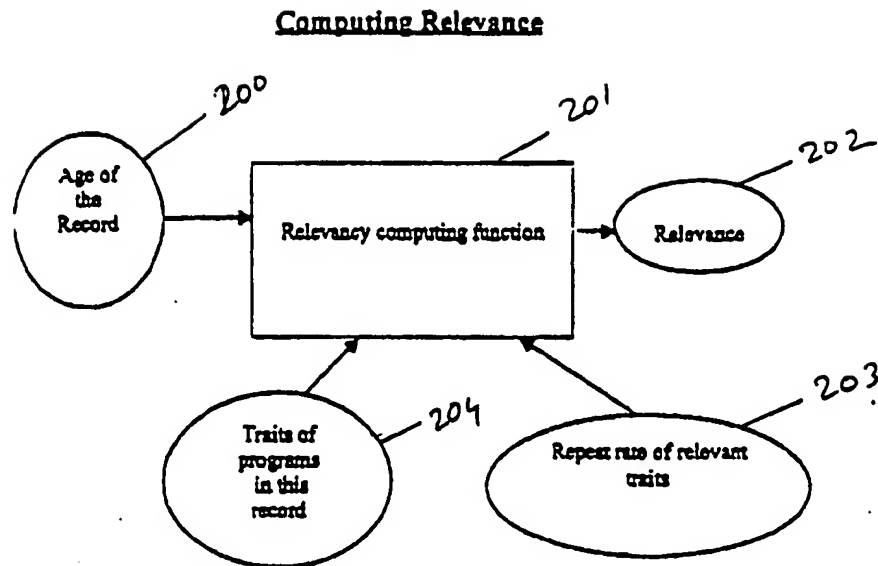 Computing Relevance
200
201
202
Age of
the
Record
Relevancy computing function
Relevance
204
203
Traits of
programs
in this
record
Repeat rate of relevant
traits